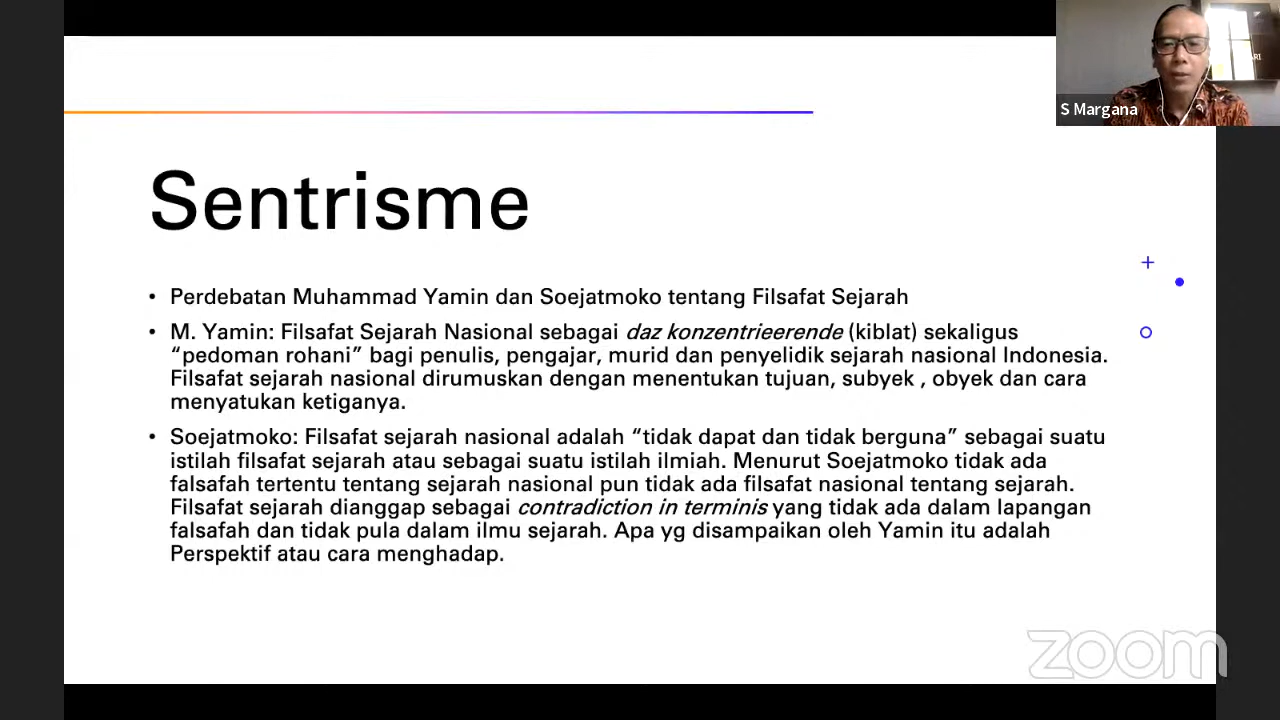 S Margana
Sentrisme
• Perdebatan Muhammad Yamin dan Soejatmoko tentang Filsafat Sejarah
• M. Yamin: Filsafat Sejarah Nasional sebagai daz konzentrieerende (kiblat) sekaligus
“pedoman rohani” bagi penulis, pengajar, murid dan penyelidik sejarah nasional Indonesia.
Filsafat sejarah nasional dirumuskan dengan menentukan tujuan, subyek , obyek dan cara
menyatukan ketiganya.
• Soejatmoko: Filsafat sejarah nasional adalah “tidak dapat dan tidak berguna” sebagai suatu
istilah filsafat sejarah atau sebagai suatu istilah ilmiah. Menurut Soejatmoko tidak ada
falsafah tertentu tentang sejarah nasional pun tidak ada filsafat nasional tentang sejarah.
Filsafat sejarah dianggap sebagai contradiction in terminis yang tidak ada dalam lapangan
falsafah dan tidak pula dalam ilmu sejarah. Apa yg disampaikan oleh Yamin itu adalah
Perspektif atau cara menghadap.
zoom